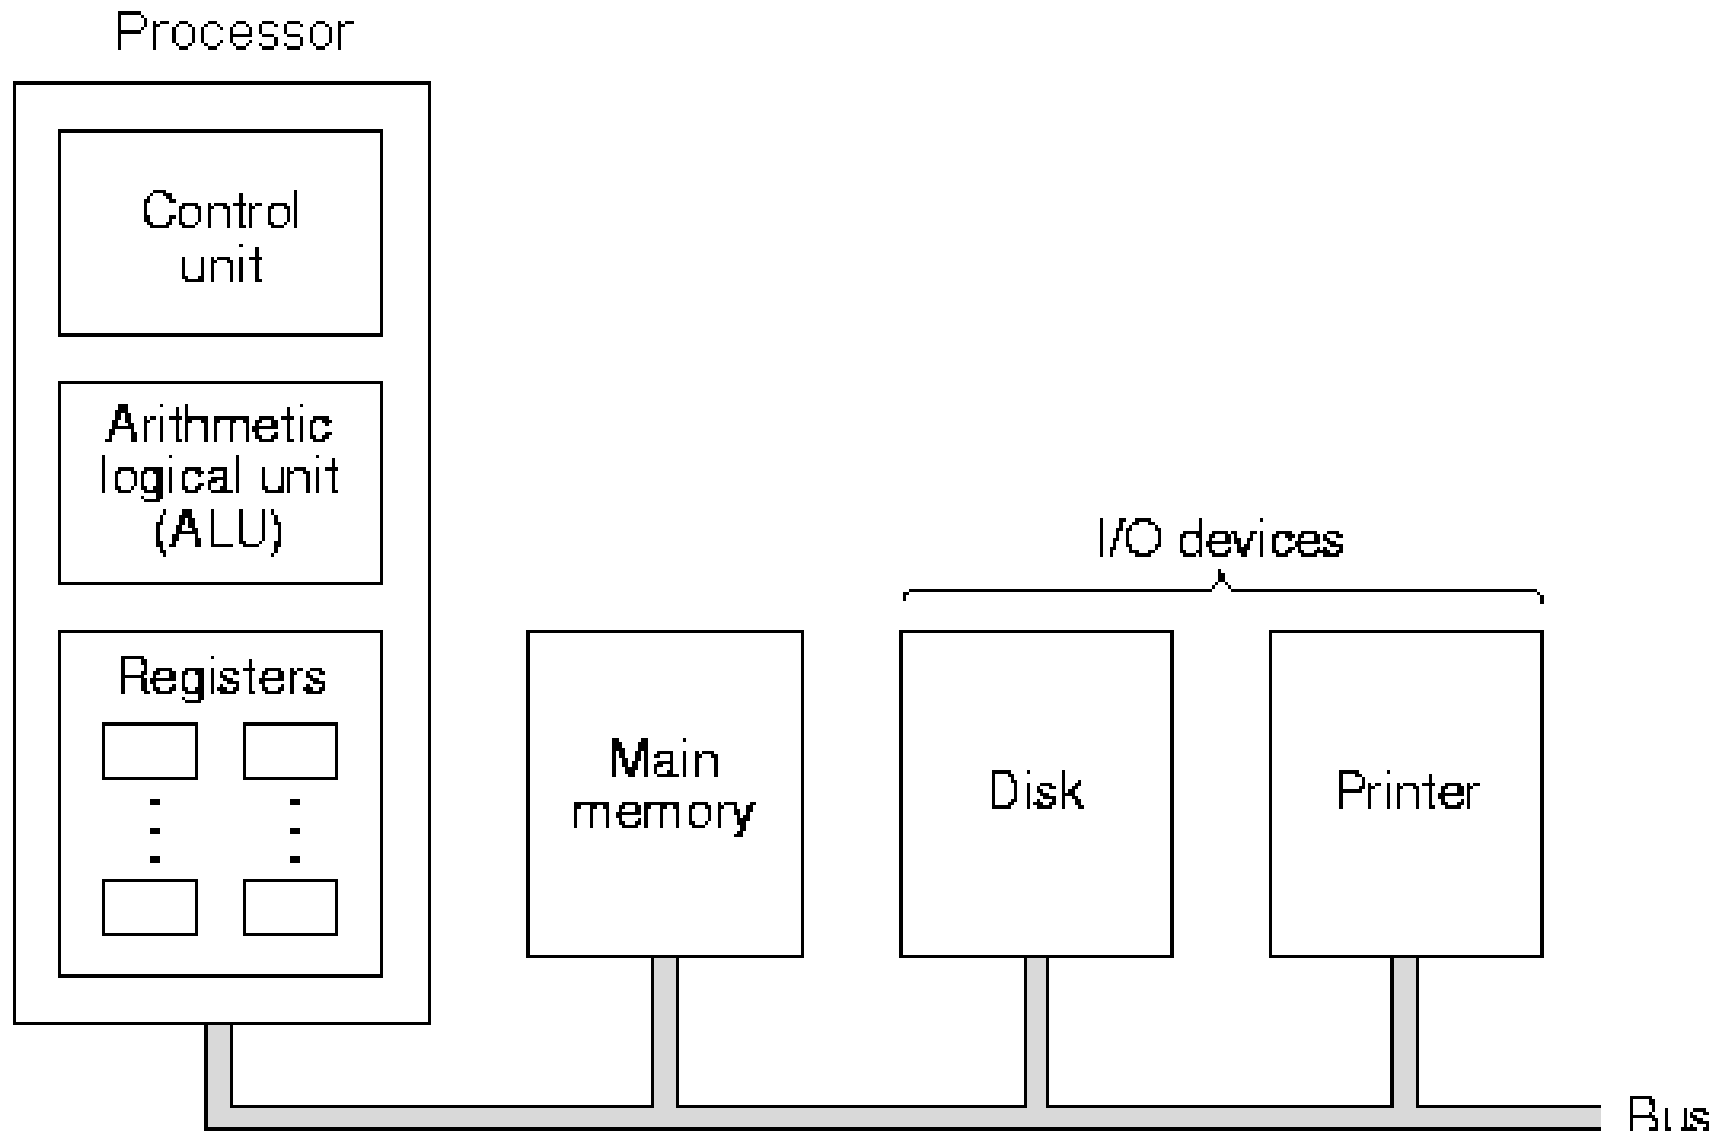 Processor
Control
unit
Arithmetic
logical unit
(ALU)
Registers
I/O devices
Main
memory
Disk
Printer
Bus